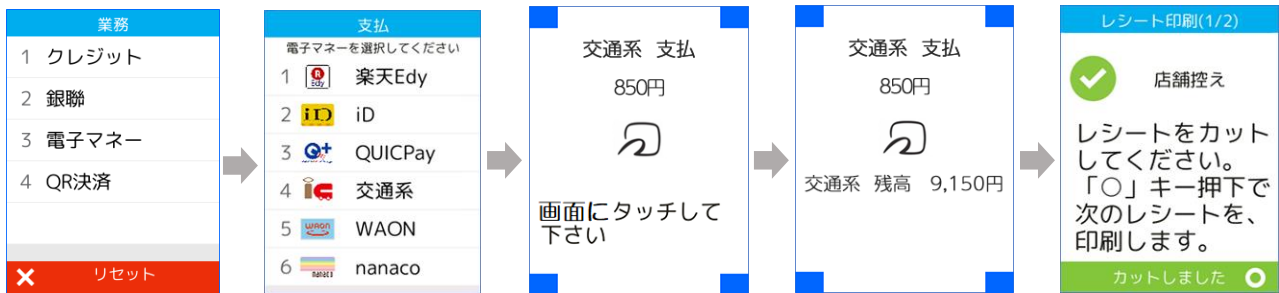 業務
1 クレジット
2 銀聯
3 電子マネー
4 QR決済
リセット
支払
電子マネーを選択してください
1 R Edy 楽天Edy
2 iD iD
3 QUICPay
4 ic 交通系
5 WAON WAON
6 nanaco nanaco
交通系 支払
850円
画面にタッチして
下さい
交通系 支払
850円
交通系 残高 9,150円
レシート印刷(1/2)
店舗控え
レシートをカット
してください。
「○」キー押下で
次のレシートを、
印刷します。
カットしました